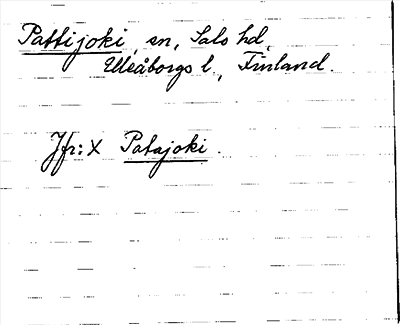 Pattijoki, sn, Salo hd,
Uleåborgs l., Finland.
Jfr: X Patajoki.